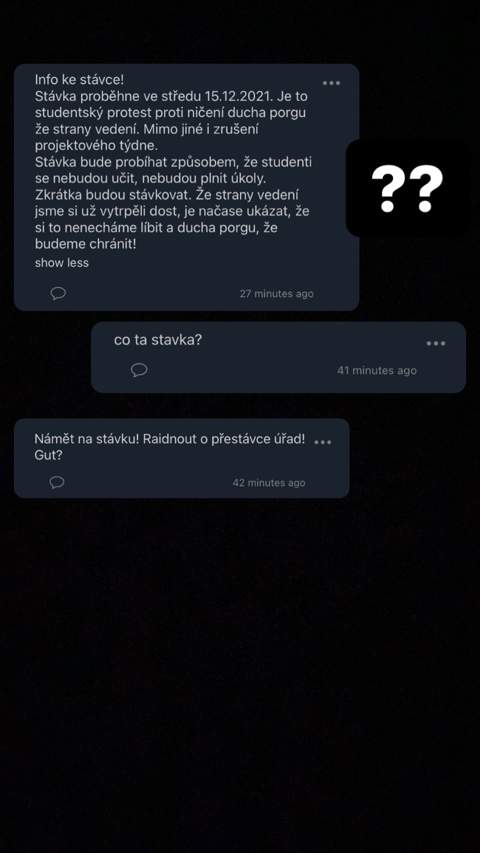 Info ke stávce!
Stávka proběhne ve středu 15.12.2021. Je to
studentský protest proti ničení ducha porgu
že strany vedení. Mimo jiné i zrušení
projektového týdne.
Stávka bude probíhat způsobem, že studenti
se nebudou učit, nebudou plnit úkoly.
Zkrátka budou stávkovat. Že strany vedení
jsme si už vytrpěli dost, je načase ukázat, že
si to nenecháme líbit a ducha porgu, že
budeme chránit!
show less
27 minutes ago
??
co ta stavka?
41 minutes ago
Námět na stávku! Raidnout o přestávce úřad!
Gut?
42 minutes ago